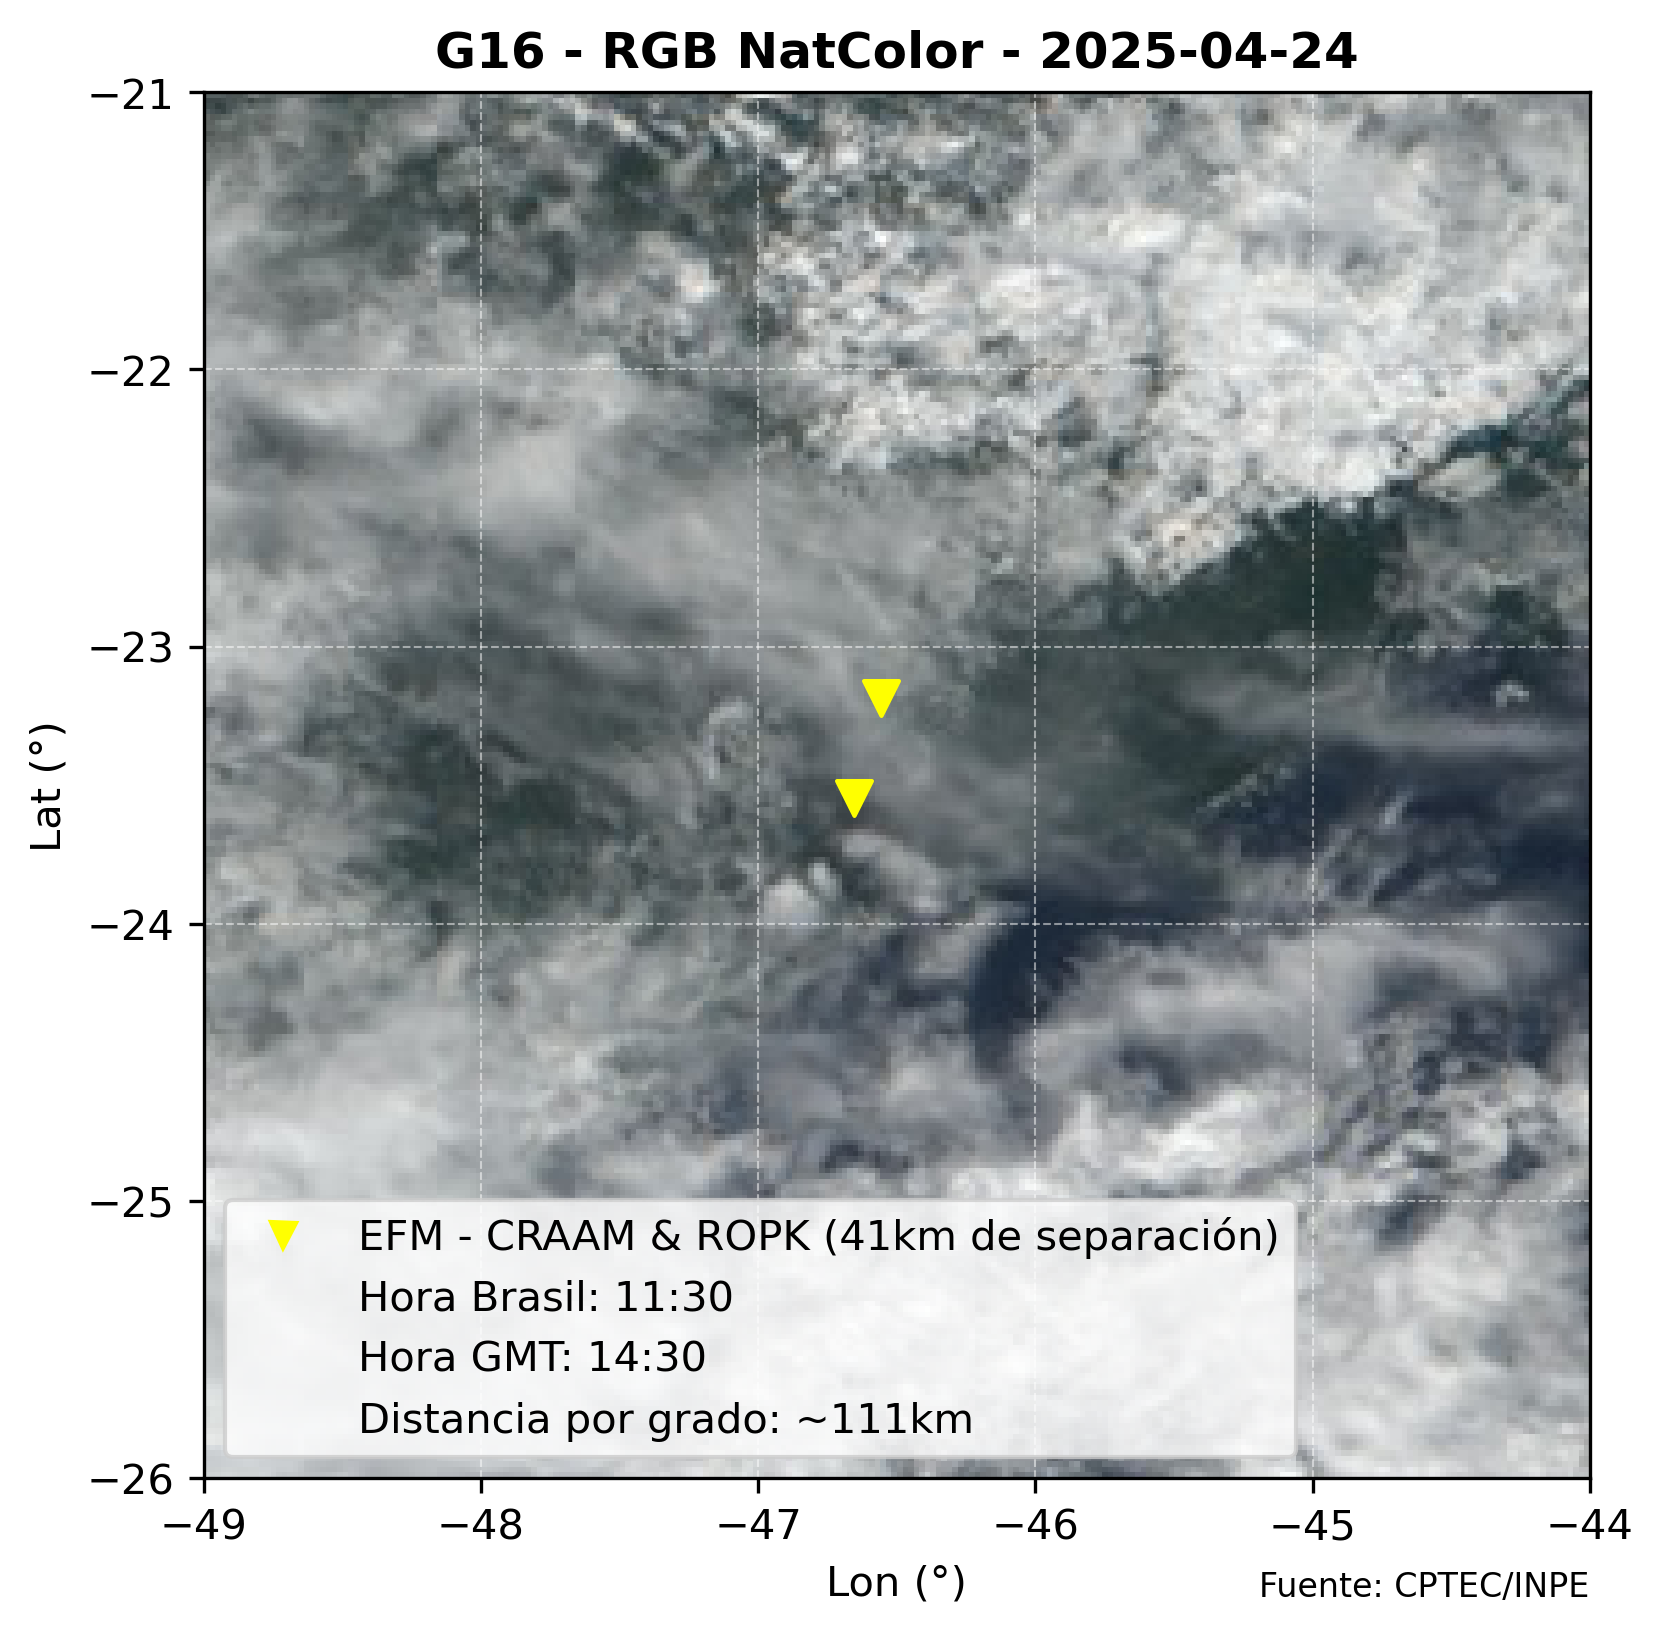 G16 - RGB NatColor - 2025-04-24
−21
−22
−23
−24
−25
−26
Lat (°)
EFM - CRAAM & ROPK (41km de separación)
Hora Brasil: 11:30
Hora GMT: 14:30
Distancia por grado: ~111km
−49 −48 −47 −46 −45 −44
Lon (°)
Fuente: CPTEC/INPE